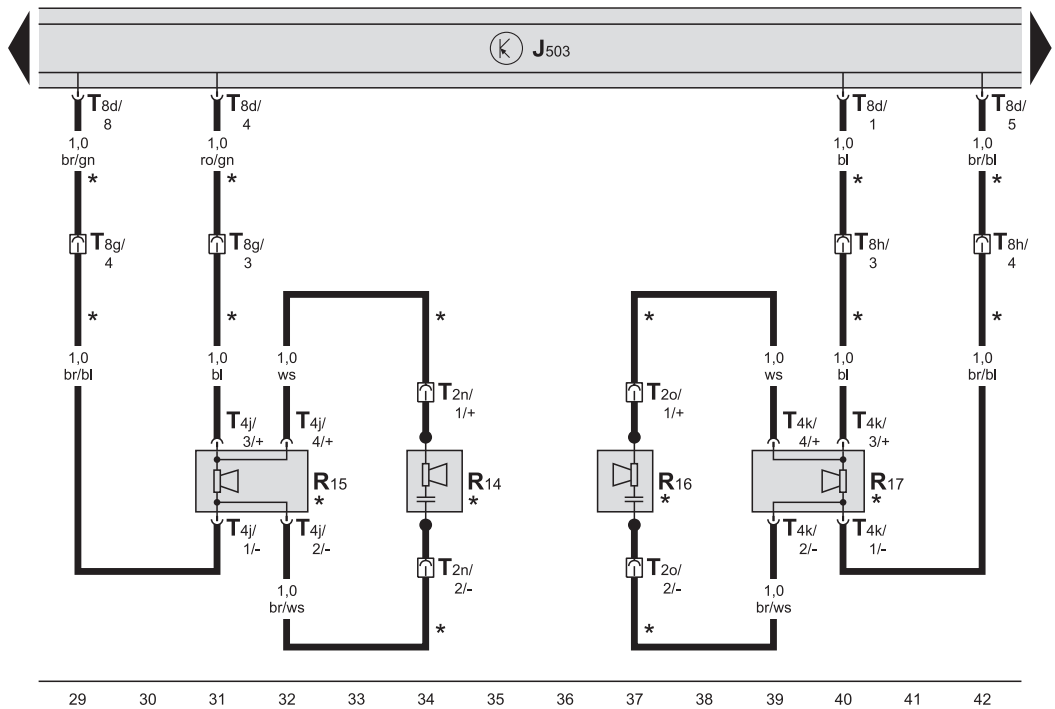 J503
T8d/ T8d/ T8d/ T8d/
8 4 1 5
1,0 1,0 1,0 1,0
br/gn ro/gn bl br/bl
* * * *
T8g/ T8g/ T8h/ T8h/
4 3 3 4
* * * * * *
1,0 1,0 1,0 1,0 1,0 1,0
br/bl bl ws ws bl br/bl
T2n/ T2o/
1/+ 1/+
T4j/ T4j/ T4k/ T4k/
3/+ 4/+ 4/+ 3/+
R15 R14 R16 R17
* * * *
T4j/ T4j/ T4k/ T4k/
1/- 2/- 2/- 1/-
T2n/ T2o/
2/- 2/-
1,0 1,0
br/ws br/ws
* *
29 30 31 32 33 34 35 36 37 38 39 40 41 42